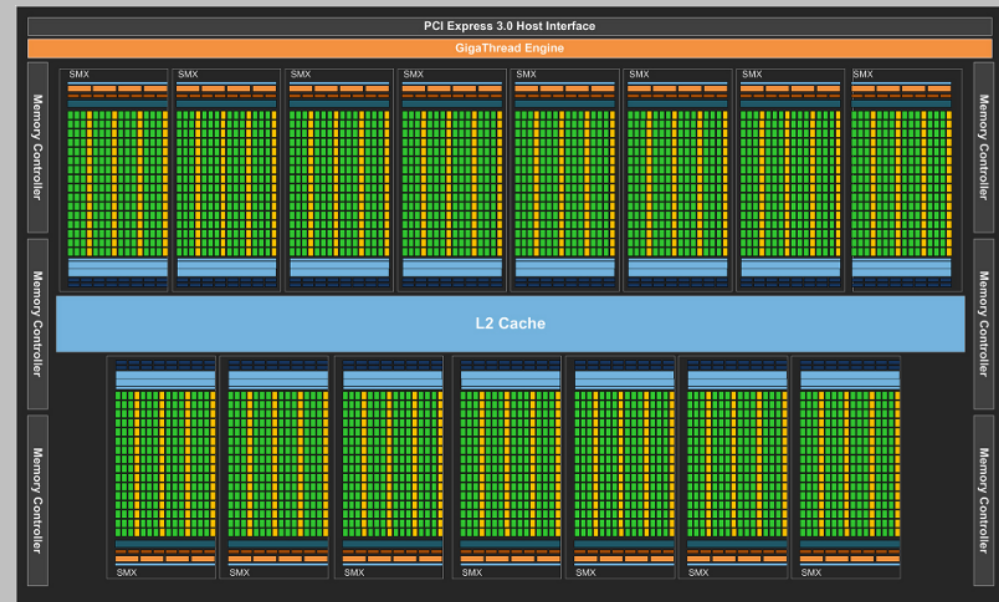 PCI Express 3.0 Host Interface
GigaThread Engine
Memory Controller
Memory Controller
Memory Controller
SMX
SMX
SMX
SMX
SMX
SMX
SMX
SMX
L2 Cache
SMX
SMX
SMX
SMX
SMX
SMX
SMX
Memory Controller
Memory Controller
Memory Controller